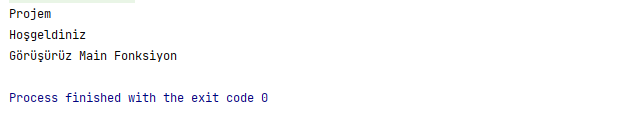 Projem
Hoşgeldiniz
Görüşürüz Main Fonksiyon
Process finished with the exit code 0